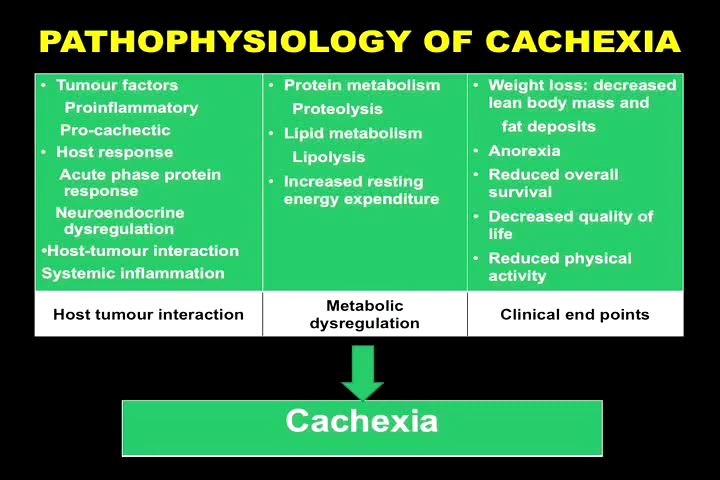 PATHOPHYSIOLOGY OF CACHEXIA
• Tumour factors
Proinflammatory
Pro-cachectic
• Host response
Acute phase protein
response
Neuroendocrine
dysregulation
•Host-tumour interaction
Systemic inflammation
• Protein metabolism
Proteolysis
• Lipid metabolism
Lipolysis
• Increased resting
energy expenditure
• Weight loss: decreased
lean body mass and
fat deposits
• Anorexia
• Reduced overall
survival
• Decreased quality of
life
• Reduced physical
activity
Host tumour interaction
Metabolic
dysregulation
Clinical end points
Cachexia